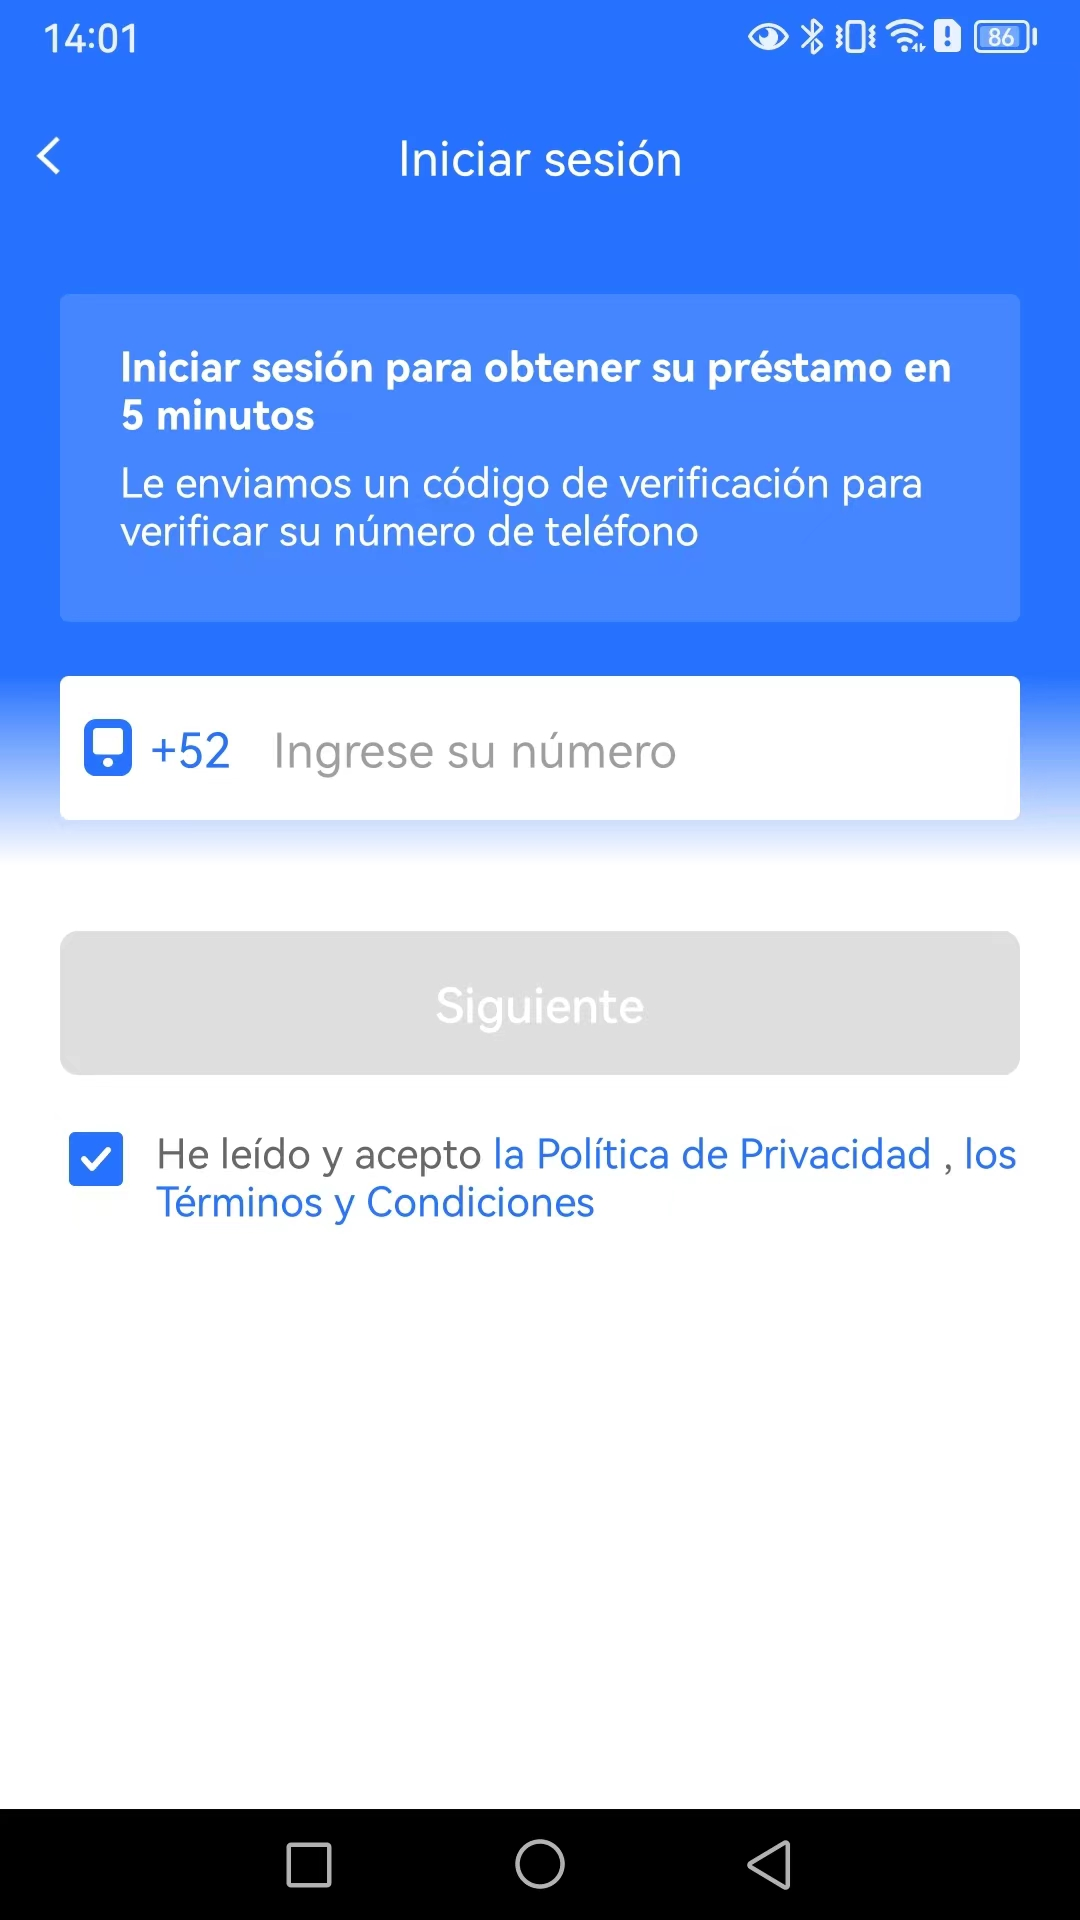 14:01
86
Iniciar sesión
Iniciar sesión para obtener su préstamo en
5 minutos
Le enviamos un código de verificación para
verificar su número de teléfono
+52 Ingrese su número
Siguiente
He leído y acepto la Política de Privacidad , los
Términos y Condiciones